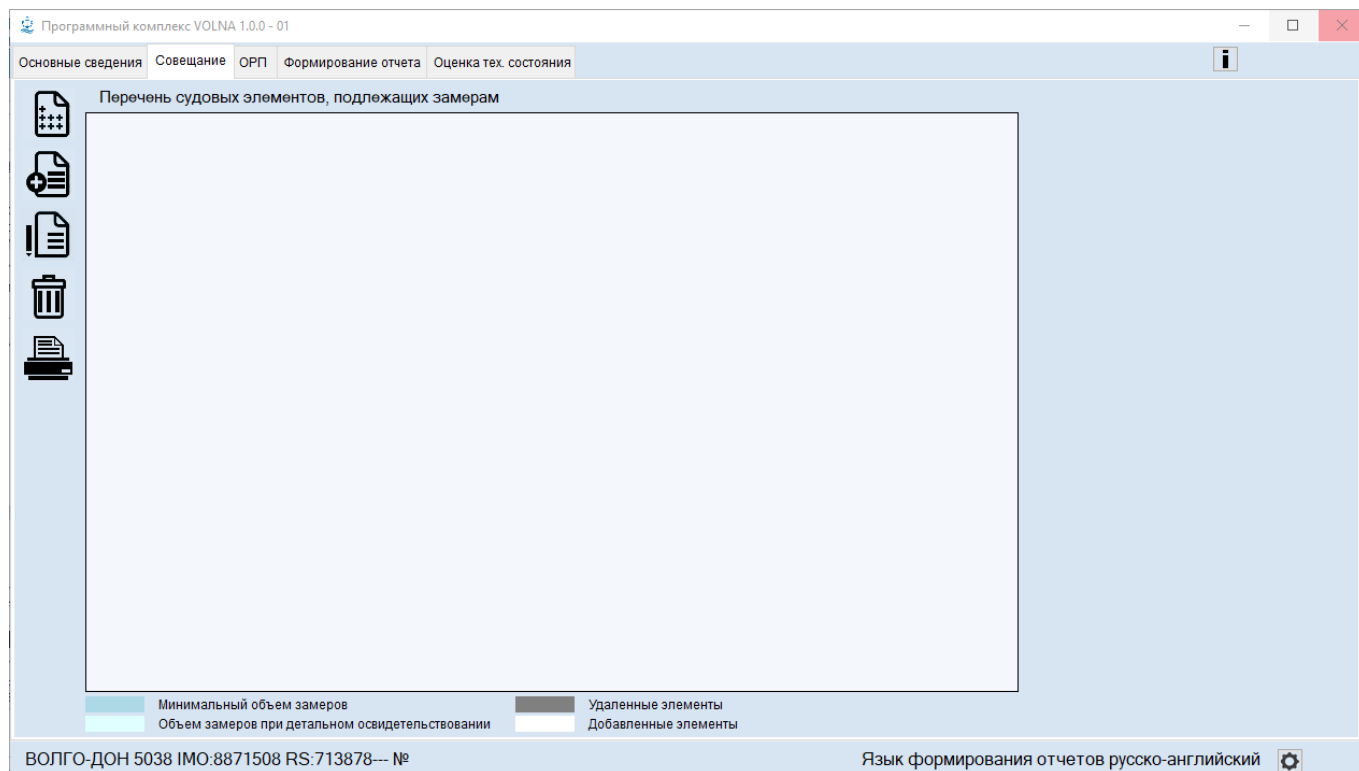 Программный комплекс VOLNA 1.0.0 - 01
Основные сведения Совещание ОРП Формирование отчета Оценка тех. состояния i
Перечень судовых элементов, подлежащих замерам
Минимальный объем замеров Удаленные элементы
Объем замеров при детальном освидетельствовании Добавленные элементы
ВОЛГО-ДОН 5038 IMO:8871508 RS:713878--- № Язык формирования отчетов русско-английский